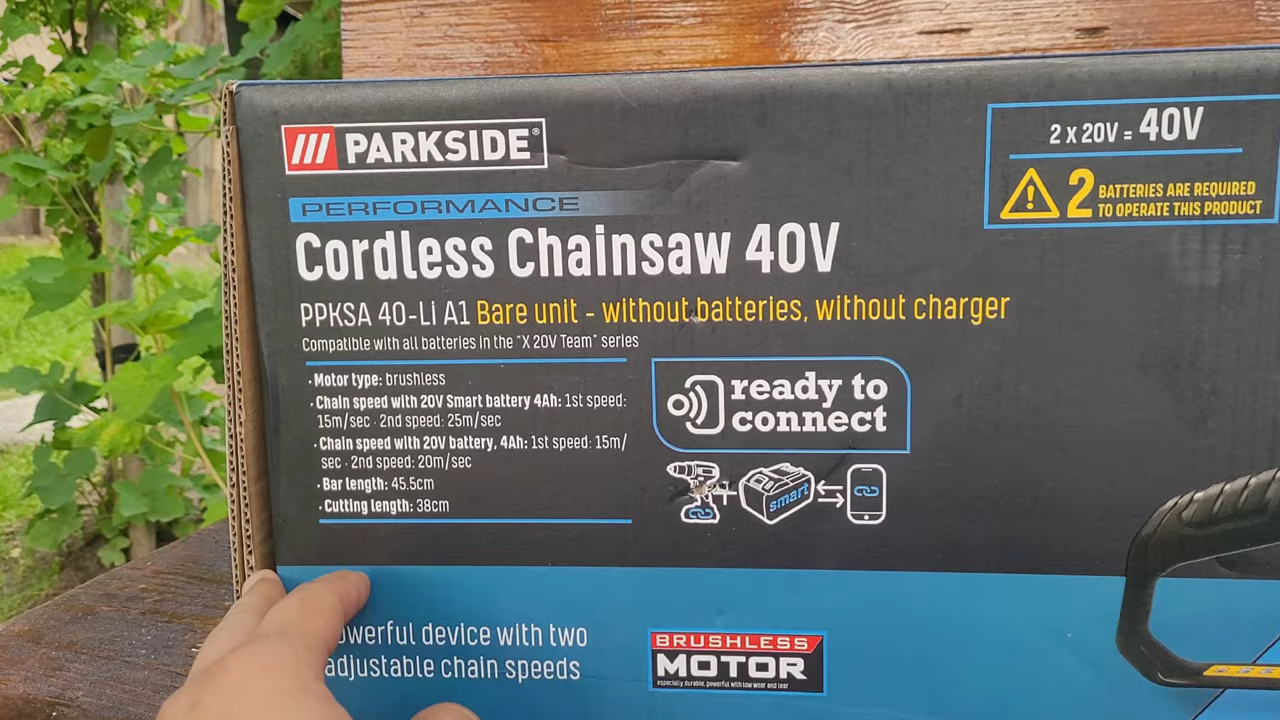 PARKSIDE®
2 x 20V = 40V
2 BATTERIES ARE REQUIRED
TO OPERATE THIS PRODUCT
PERFORMANCE
Cordless Chainsaw 40V
PPKSA 40-Li A1 Bare unit - without batteries, without charger
Compatible with all batteries in the "X 20V Team" series
· Motor type: brushless
· Chain speed with 20V Smart battery 4Ah: 1st speed:
15m/sec · 2nd speed: 25m/sec
· Chain speed with 20V battery, 4Ah: 1st speed: 15m/
sec · 2nd speed: 20m/sec
· Bar length: 45.5cm
· Cutting length: 38cm
ready to
connect
smart
owerful device with two
adjustable chain speeds
BRUSHLESS
MOTOR
especially durable, powerful with low wear and tear